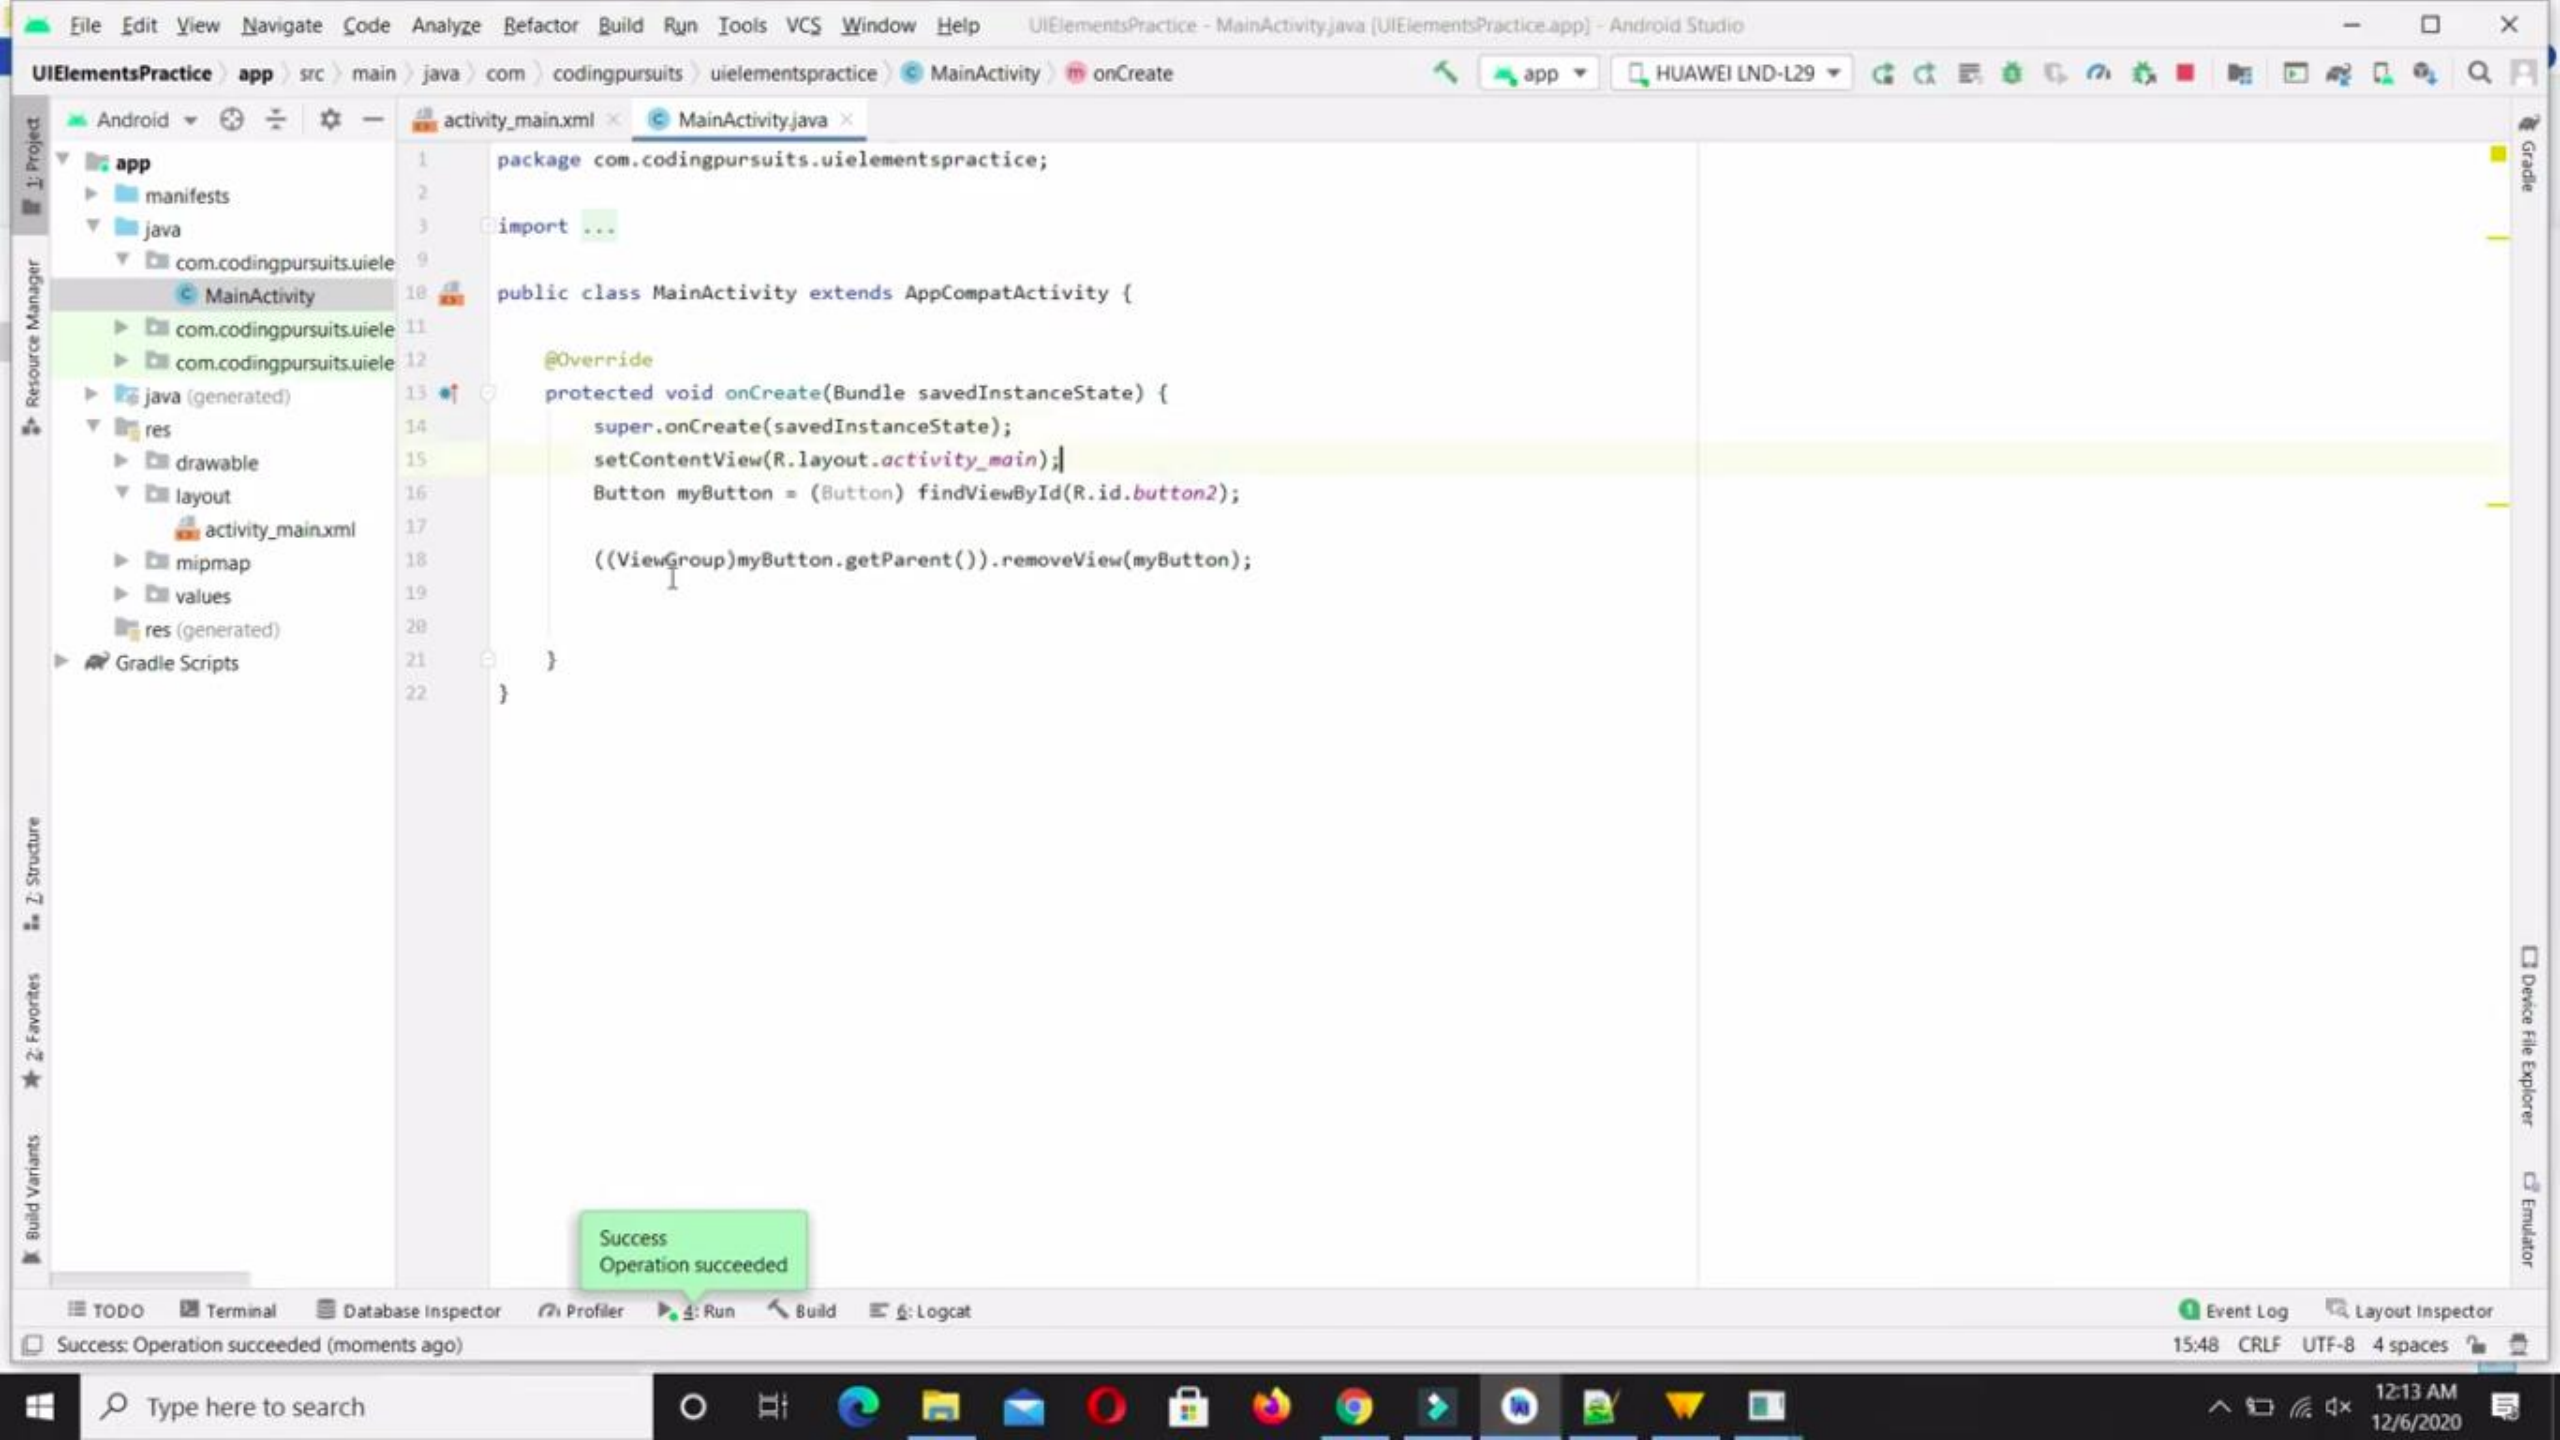 File Edit View Navigate Code Analyze Refactor Build Run Tools VCS Window Help UIElementsPractice - MainActivity.java [UIElementsPractice.app] - Android Studio
UIElementsPractice app src main java com codingpursuits uielementspractice MainActivity onCreate app HUAWEI LND-L29
Android activity_main.xml MainActivity.java
1: Project
Resource Manager
7: Structure
2: Favorites
Build Variants
app
manifests
java
com.codingpursuits.uiele
MainActivity
com.codingpursuits.uiele
com.codingpursuits.uiele
java (generated)
res
drawable
layout
activity_main.xml
mipmap
values
res (generated)
Gradle Scripts
1 package com.codingpursuits.uielementspractice;
2
3 import ...
9
10 public class MainActivity extends AppCompatActivity {
11
12 @Override
13 protected void onCreate(Bundle savedInstanceState) {
14 super.onCreate(savedInstanceState);
15 setContentView(R.layout.activity_main);
16 Button myButton = (Button) findViewById(R.id.button2);
17
18 ((ViewGroup)myButton.getParent()).removeView(myButton);
19
20
21 }
22 }
Gradle
Device File Explorer
Emulator
Success
Operation succeeded
TODO Terminal Database Inspector Profiler 4: Run Build 6: Logcat 1 Event Log Layout Inspector
Success: Operation succeeded (moments ago) 15:48 CRLF UTF-8 4 spaces
Type here to search
12:13 AM
12/6/2020